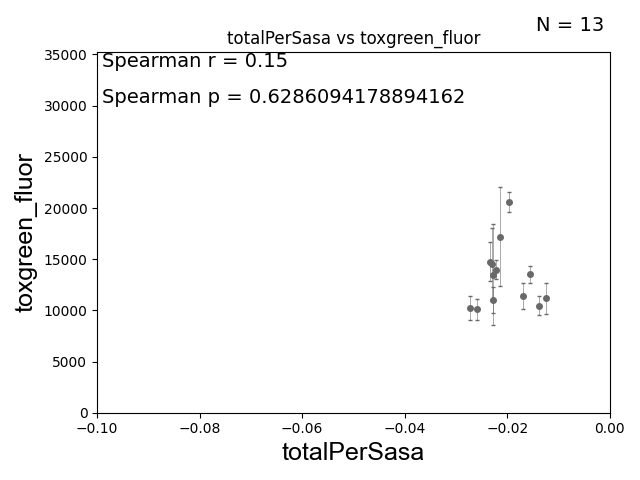 N = 13
totalPerSasa vs toxgreen_fluor
Spearman r = 0.15
Spearman p = 0.6286094178894162
35000
30000
25000
20000
15000
10000
5000
0
toxgreen_fluor
−0.10 −0.08 −0.06 −0.04 −0.02 0.00
totalPerSasa